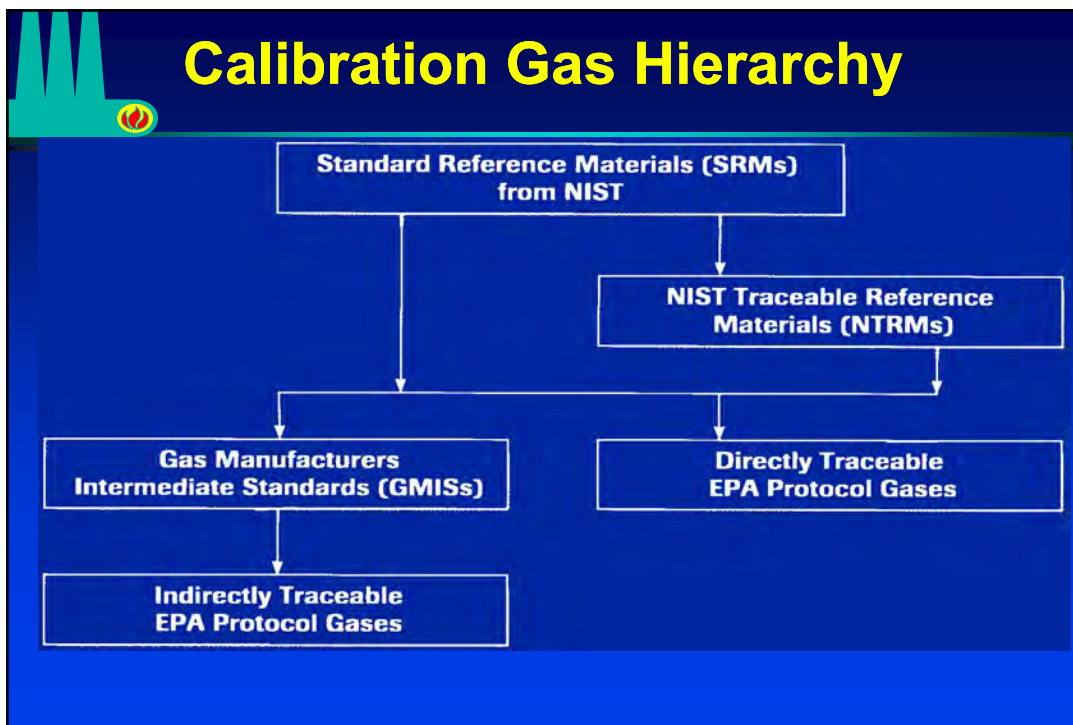 Calibration Gas Hierarchy
Standard Reference Materials (SRMs)
from NIST
NIST Traceable Reference
Materials (NTRMs)
Gas Manufacturers
Intermediate Standards (GMISs)
Directly Traceable
EPA Protocol Gases
Indirectly Traceable
EPA Protocol Gases